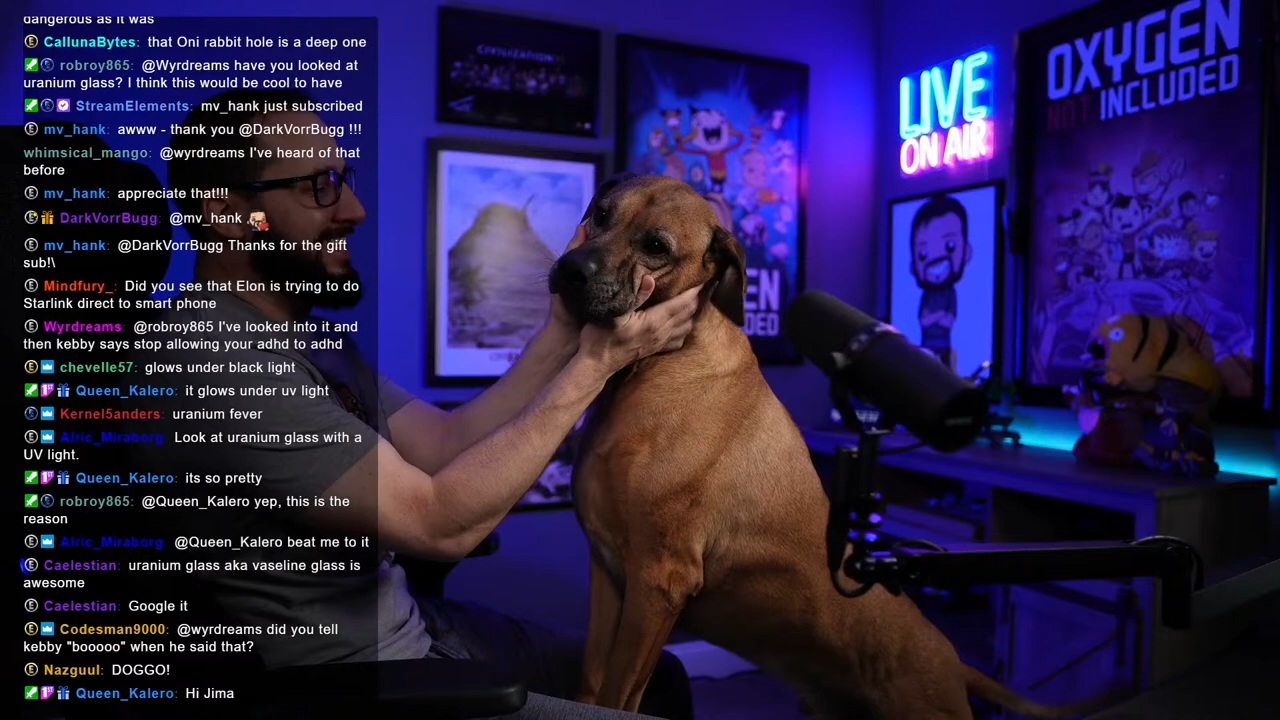 dangerous as it was
CallunaBytes: that Oni rabbit hole is a deep one
robroy865: @Wyrdreams have you looked at
uranium glass? I think this would be cool to have
StreamElements: mv_hank just subscribed
mv_hank: awww - thank you @DarkVorrBugg !!!
whimsical_mango: @wyrdreams I've heard of that
before
mv_hank: appreciate that!!!
DarkVorrBugg: @mv_hank
mv_hank: @DarkVorrBugg Thanks for the gift
sub!\
Mindfury_: Did you see that Elon is trying to do
Starlink direct to smart phone
Wyrdreams: @robroy865 I've looked into it and
then kebby says stop allowing your adhd to adhd
chevelle57: glows under black light
Queen_Kalero: it glows under uv light
Kernel5anders: uranium fever
Alric_Miraborg: Look at uranium glass with a
UV light.
Queen_Kalero: its so pretty
robroy865: @Queen_Kalero yep, this is the
reason
Alric_Miraborg: @Queen_Kalero beat me to it
Caelestian: uranium glass aka vaseline glass is
awesome
Caelestian: Google it
Codesman9000: @wyrdreams did you tell
kebby "booooo" when he said that?
Nazguul: DOGGO!
Queen_Kalero: Hi Jima
CIVILIZATION
LIVE
ON AIR
OXYGEN
NOT INCLUDED